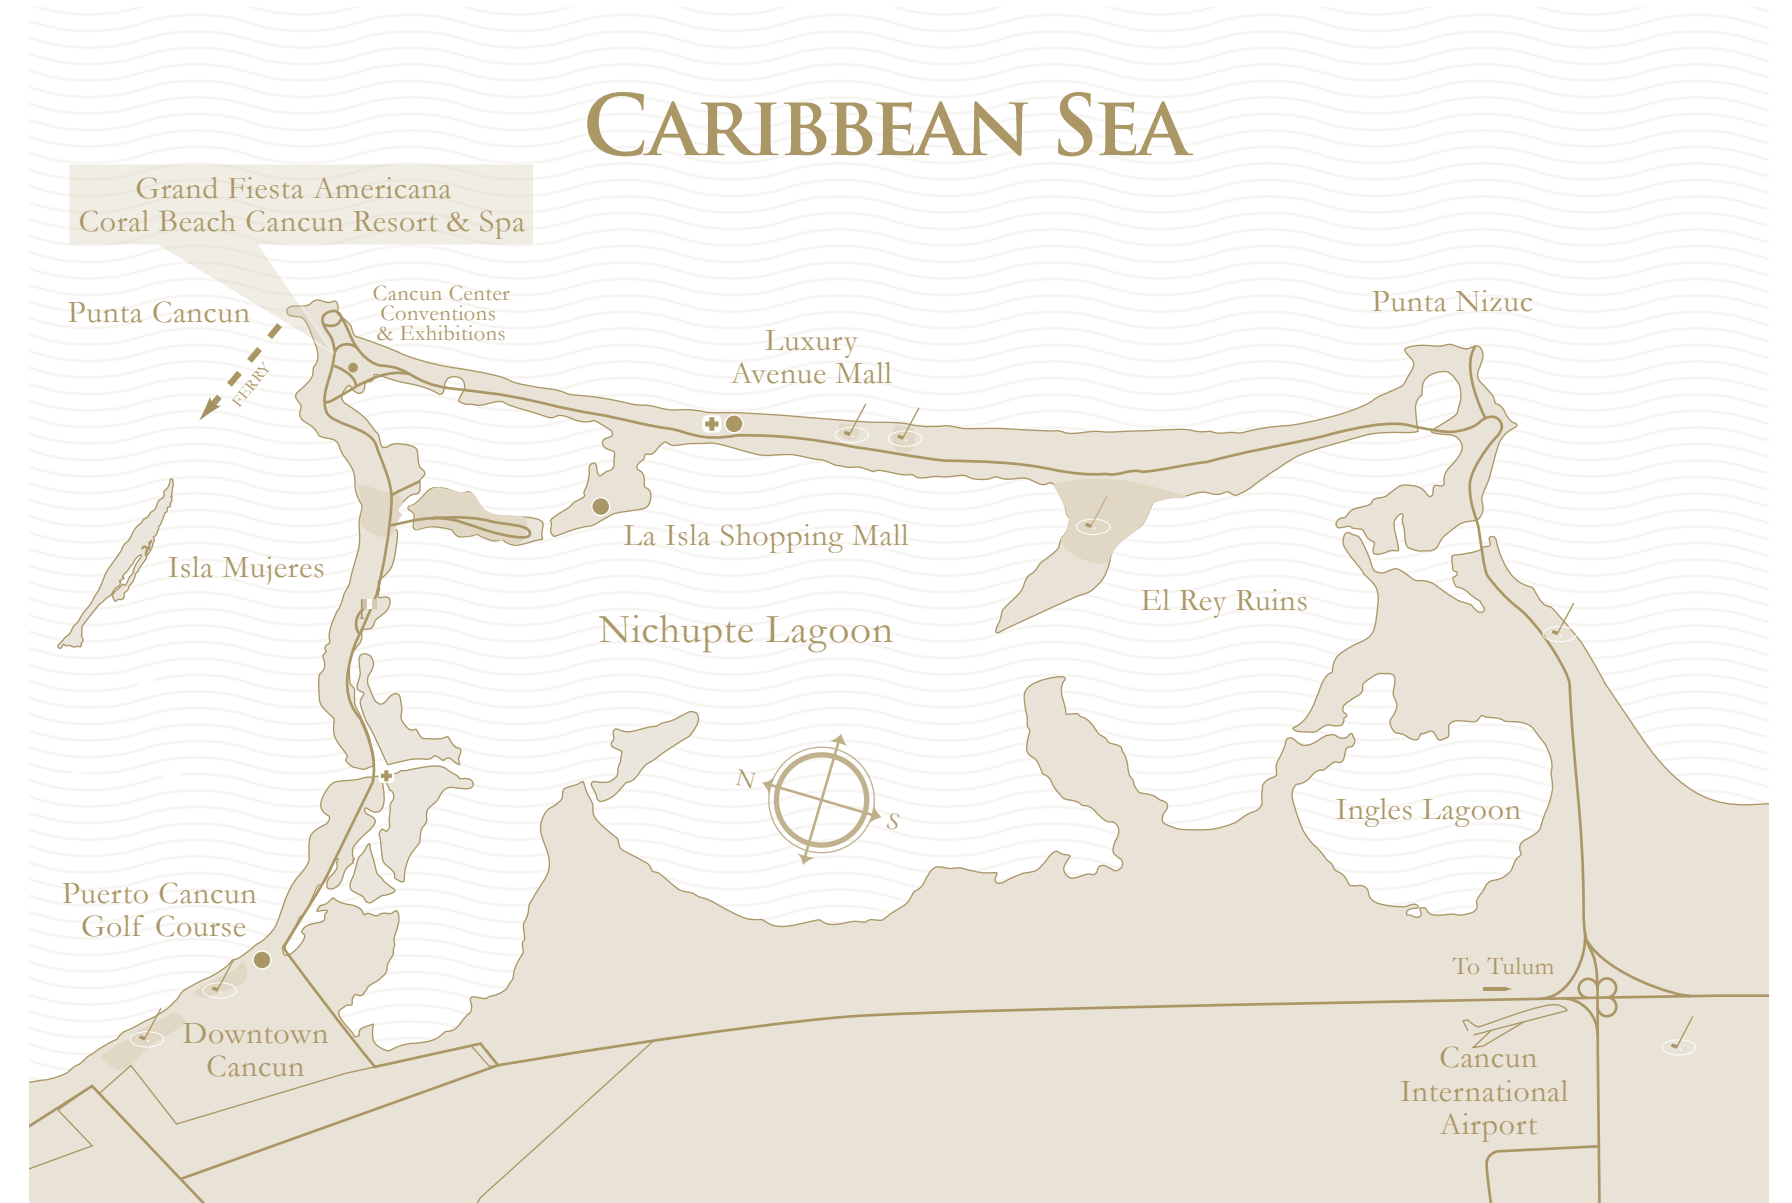 CARIBBEAN SEA
Grand Fiesta Americana
Coral Beach Cancun Resort & Spa
Punta Cancun
Cancun Center
Conventions
& Exhibitions
Punta Nizuc
Luxury
Avenue Mall
FERRY
La Isla Shopping Mall
Isla Mujeres
El Rey Ruins
Nichupte Lagoon
N
S
Ingles Lagoon
Puerto Cancun
Golf Course
To Tulum
Downtown
Cancun
Cancun
International
Airport